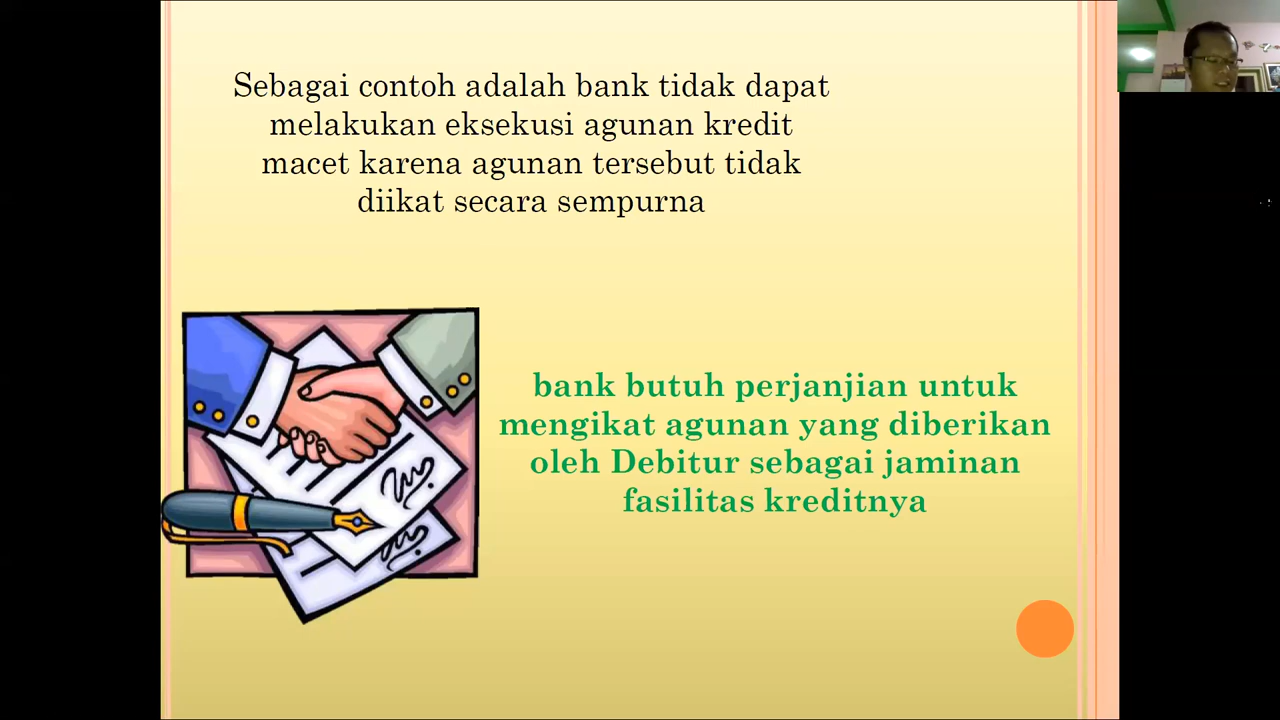 Sebagai contoh adalah bank tidak dapat
melakukan eksekusi agunan kredit
macet karena agunan tersebut tidak
diikat secara sempurna
bank butuh perjanjian untuk
mengikat agunan yang diberikan
oleh Debitur sebagai jaminan
fasilitas kreditnya